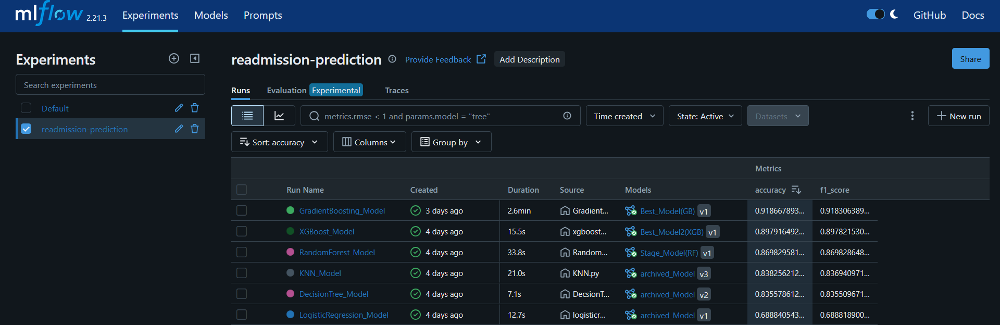 mlflow 2.21.3 Experiments Models Prompts GitHub Docs
Experiments
Search experiments
Default
readmission-prediction
readmission-prediction Provide Feedback Add Description Share
Runs Evaluation Experimental Traces
metrics.rmse < 1 and params.model = "tree" Time created State: Active Datasets New run
Sort: accuracy Columns Group by
Metrics
Run Name Created Duration Source Models accuracy f1_score
GradientBoosting_Model 3 days ago 2.6min Gradient... Best_Model(GB) v1 0.918667893... 0.918306389...
XGBoost_Model 4 days ago 15.5s xgboost... Best_Model2(XGB) v1 0.897916492... 0.897821530...
RandomForest_Model 4 days ago 33.8s Random... Stage_Model(RF) v1 0.869829581... 0.869828648...
KNN_Model 4 days ago 21.0s KNN.py archived_Model v3 0.838256212... 0.836940971...
DecisionTree_Model 4 days ago 7.1s DecsionT... archived_Model v2 0.835578612... 0.835509671...
LogisticRegression_Model 4 days ago 12.7s logisticr... archived_Model v1 0.688840543... 0.688818900...